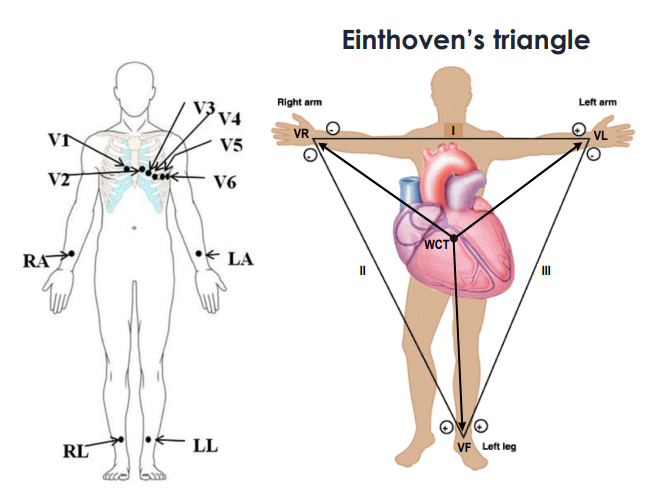 Einthoven's triangle
V3
V4
V1
V5
V2
V6
RA
LA
RL
LL
Right arm
Left arm
VR
-
I
+
VL
-
-
WCT
II
III
+
+
VF
Left leg